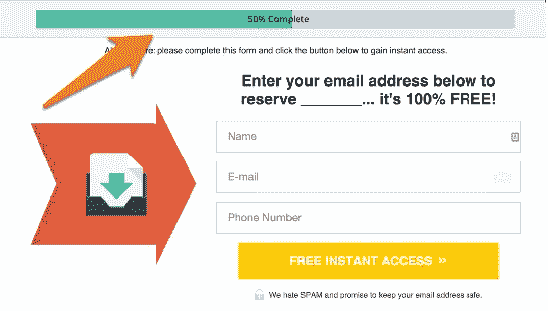 50% Complete
please complete this form and click the button below to gain instant access.
Enter your email address below to
reserve _______... it's 100% FREE!
Name
E-mail
Phone Number
FREE INSTANT ACCESS »
We hate SPAM and promise to keep your email address safe.